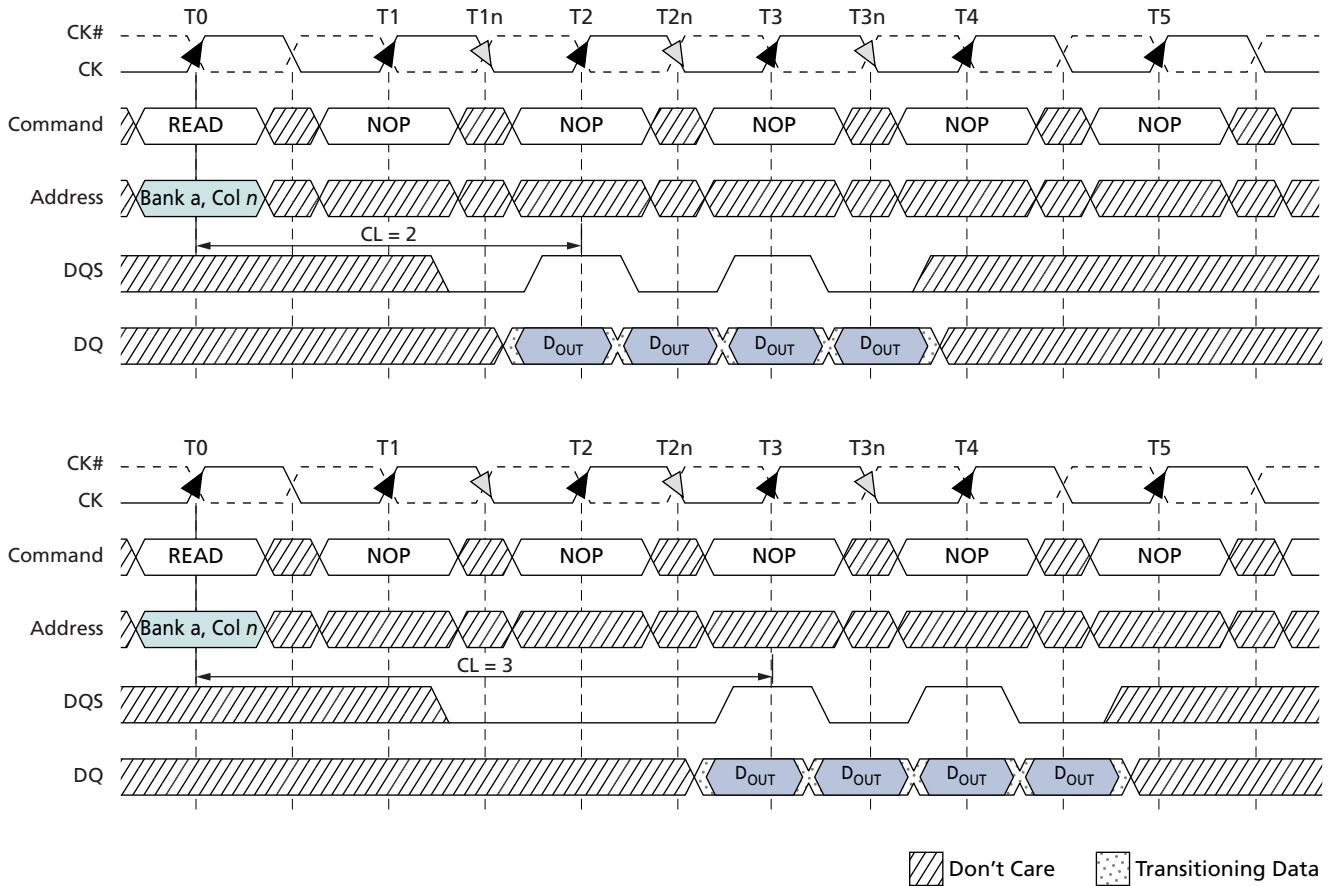 T0 T1 T1n T2 T2n T3 T3n T4 T5
CK#
CK
Command READ NOP NOP NOP NOP NOP
Address Bank a, Col n
CL = 2
DQS
DQ DOUT DOUT DOUT DOUT
T0 T1 T1n T2 T2n T3 T3n T4 T5
CK#
CK
Command READ NOP NOP NOP NOP NOP
Address Bank a, Col n
CL = 3
DQS
DQ DOUT DOUT DOUT DOUT
Don't Care Transitioning Data